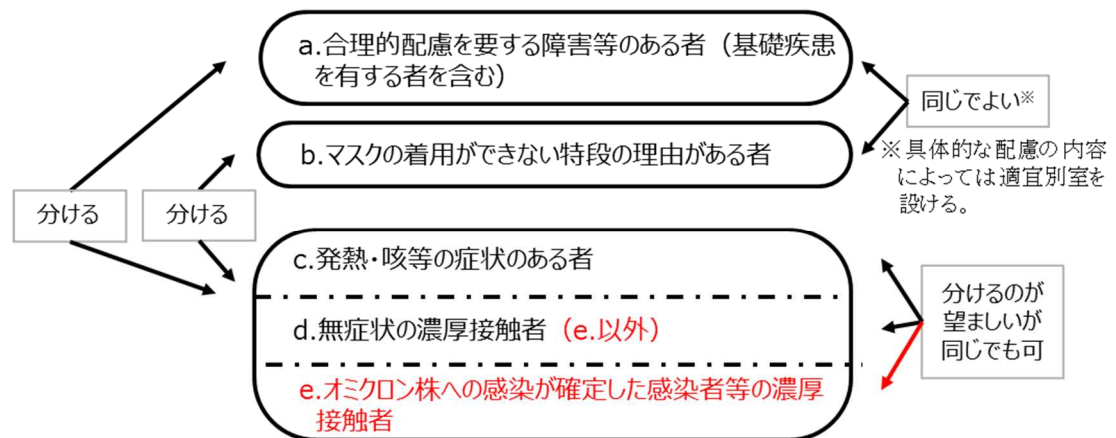 a.合理的配慮を要する障害等のある者（基礎疾患
を有する者を含む）
同じでよい※
b.マスクの着用ができない特段の理由がある者
※具体的な配慮の内容
によっては適宜別室を
設ける。
分ける
分ける
c.発熱・咳等の症状のある者
d.無症状の濃厚接触者（e.以外）
e.オミクロン株への感染が確定した感染者等の濃厚
接触者
分けるのが
望ましいが
同じでも可